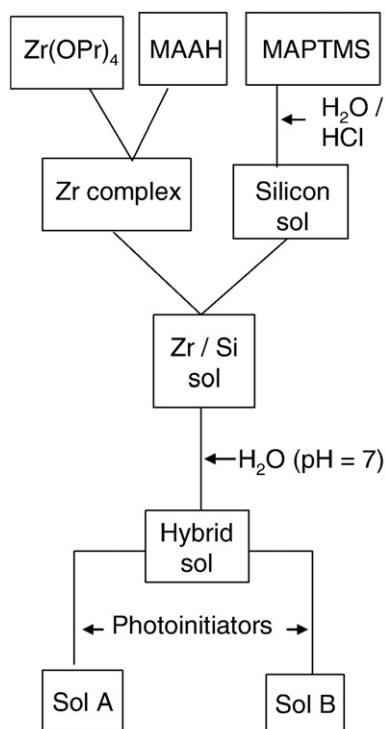 Zr(OPr)₄
MAAH
MAPTMS
H₂O /
HCl
Zr complex
Silicon
sol
Zr / Si
sol
H₂O (pH = 7)
Hybrid
sol
Photoinitiators
Sol A
Sol B